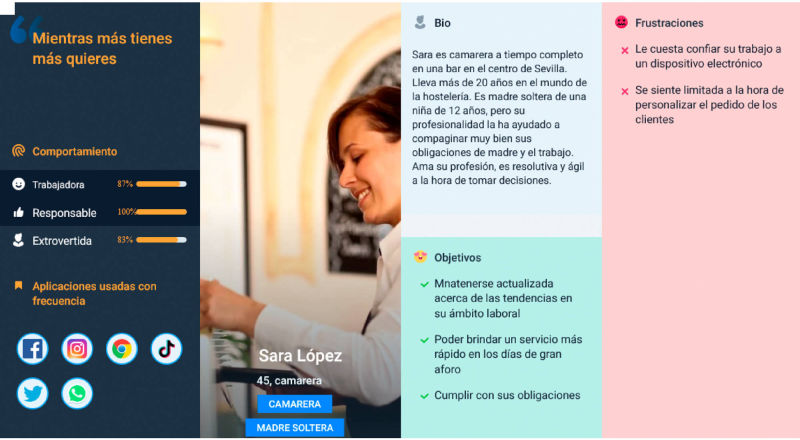 Mientras más tienes
más quieres
Comportamiento
Trabajadora 87%
Responsable 100%
Extrovertida 83%
Aplicaciones usadas con
frecuencia
Sara López
45, camarera
CAMARERA
MADRE SOLTERA
Bio
Sara es camarera a tiempo completo
en una bar en el centro de Sevilla.
Lleva más de 20 años en el mundo de
la hostelería. Es madre soltera de una
niña de 12 años, pero su
profesionalidad la ha ayudado a
compaginar muy bien sus
obligaciones de madre y el trabajo.
Ama su profesión, es resolutiva y ágil
a la hora de tomar decisiones.
Objetivos
Mnatenerse actualizada
acerca de las tendencias en
su ámbito laboral
Poder brindar un servicio más
rápido en los días de gran
aforo
Cumplir con sus obligaciones
Frustraciones
Le cuesta confiar su trabajo a
un dispositivo electrónico
Se siente limitada a la hora de
personalizar el pedido de los
clientes